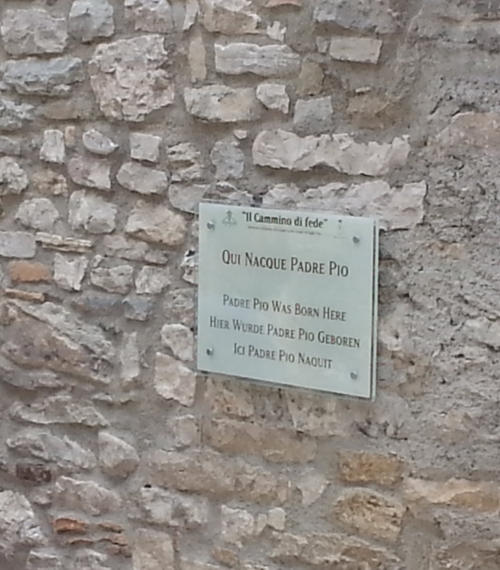 "Il Cammino di fede"
QUI NACQUE PADRE PIO
PADRE PIO WAS BORN HERE
HIER WURDE PADRE PIO GEBOREN
ICI PADRE PIO NAQUIT